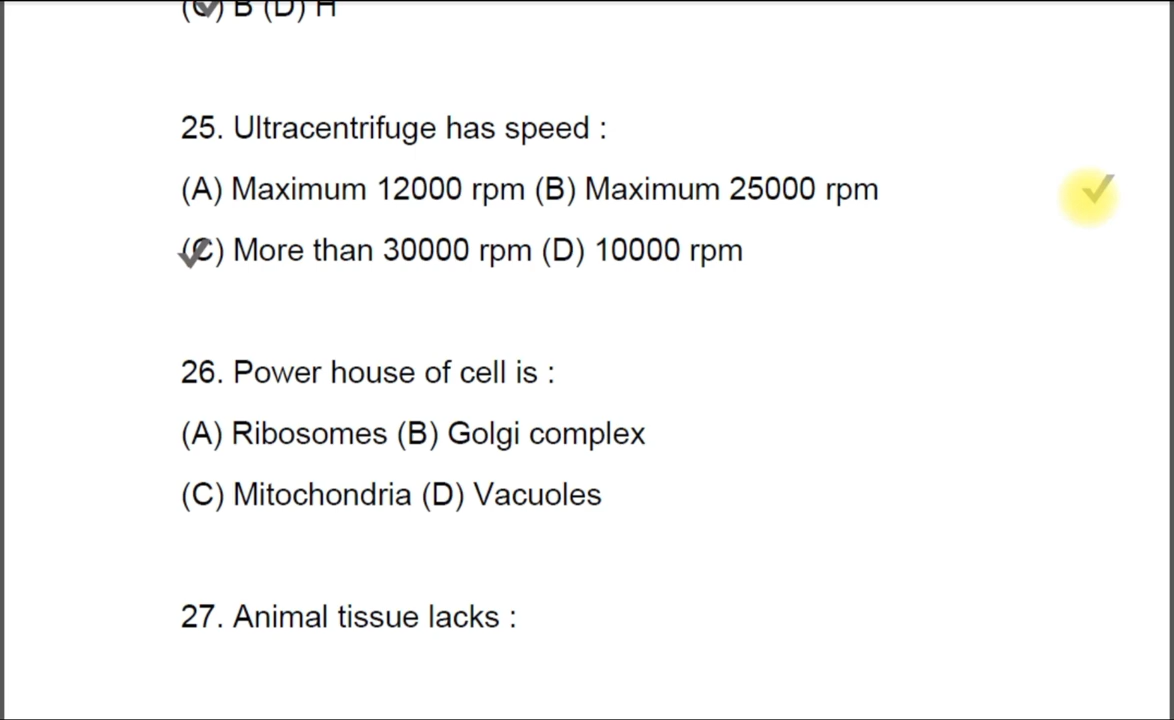 (C) B (D) H
25. Ultracentrifuge has speed :
(A) Maximum 12000 rpm (B) Maximum 25000 rpm
(C) More than 30000 rpm (D) 10000 rpm
26. Power house of cell is :
(A) Ribosomes (B) Golgi complex
(C) Mitochondria (D) Vacuoles
27. Animal tissue lacks :